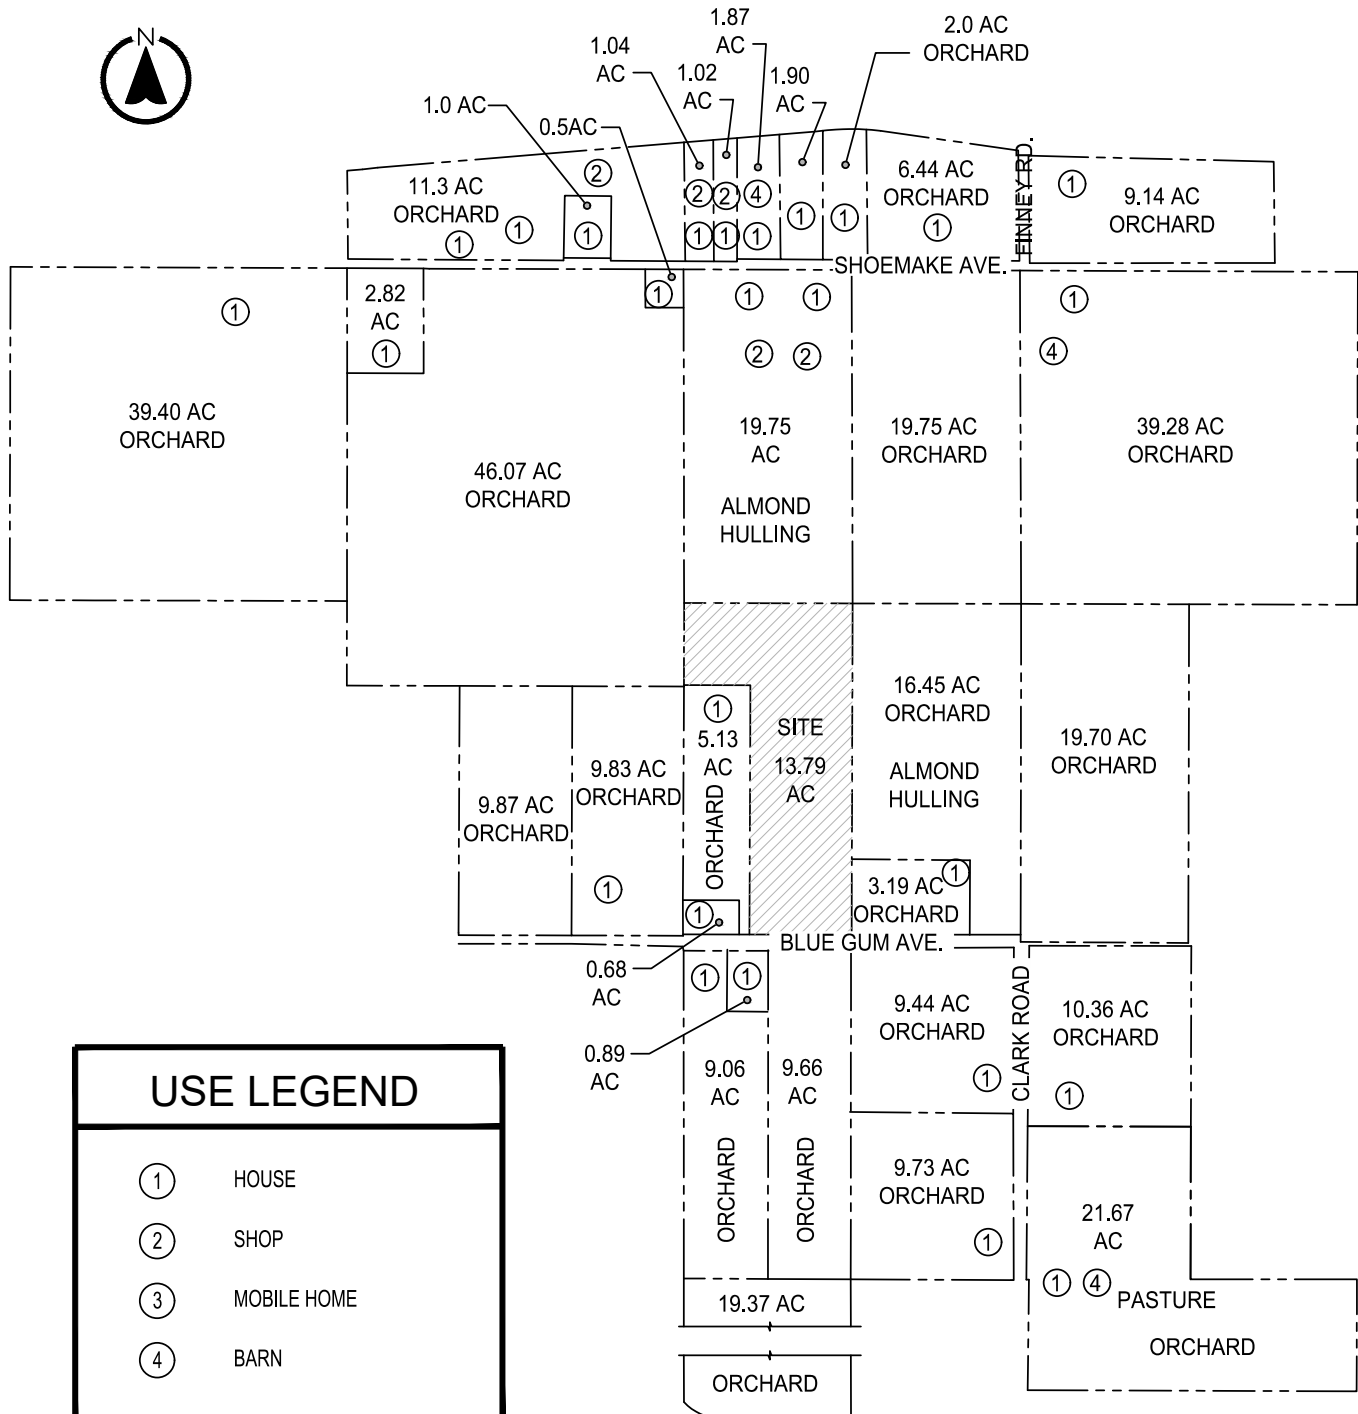 N
1.87
AC
2.0 AC
ORCHARD
1.04
AC
1.02
AC
1.90
AC
1.0 AC
0.5AC
11.3 AC
ORCHARD
2
1
1
1
2
1
2
1
4
1
1
1
6.44 AC
ORCHARD
1
FINNEY RD.
1
9.14 AC
ORCHARD
SHOEMAKE AVE.
1
39.40 AC
ORCHARD
2.82
AC
1
1
46.07 AC
ORCHARD
1
1
2
2
19.75
AC
ALMOND
HULLING
19.75 AC
ORCHARD
1
4
39.28 AC
ORCHARD
9.87 AC
ORCHARD
9.83 AC
ORCHARD
1
1
5.13
AC
ORCHARD
1
SITE
13.79
AC
16.45 AC
ORCHARD
ALMOND
HULLING
1
3.19 AC
ORCHARD
19.70 AC
ORCHARD
BLUE GUM AVE.
0.68
AC
1
1
0.89
AC
9.06
AC
ORCHARD
9.66
AC
ORCHARD
9.44 AC
ORCHARD
1
CLARK ROAD
10.36 AC
ORCHARD
1
9.73 AC
ORCHARD
1
21.67
AC
1
4
PASTURE
ORCHARD
19.37 AC
ORCHARD
USE LEGEND
1 HOUSE
2 SHOP
3 MOBILE HOME
4 BARN